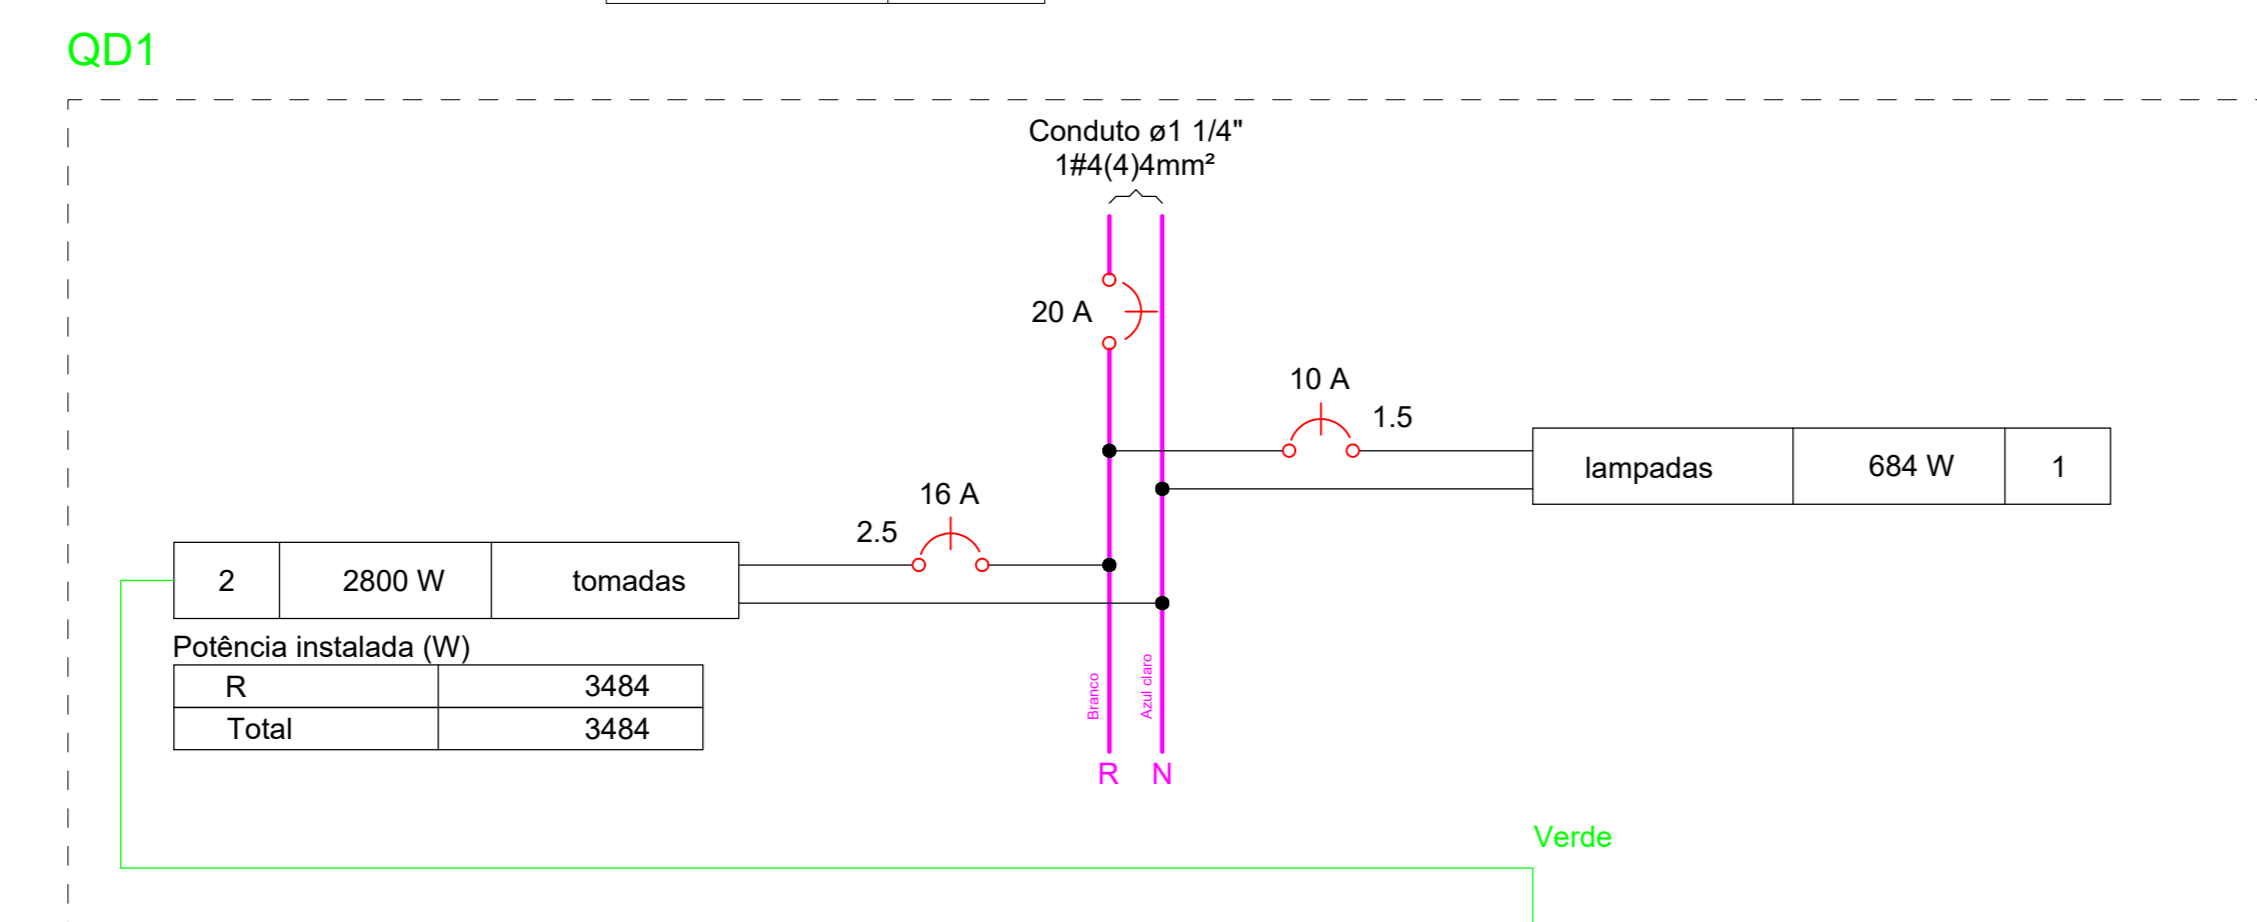 QD1
Conduto ø1 1/4"
1#4(4)4mm²
20 A
10 A
1.5
lampadas 684 W 1
16 A
2.5
2 2800 W tomadas
Potência instalada (W)
R 3484
Total 3484
Branco
Azul claro
R N
Verde